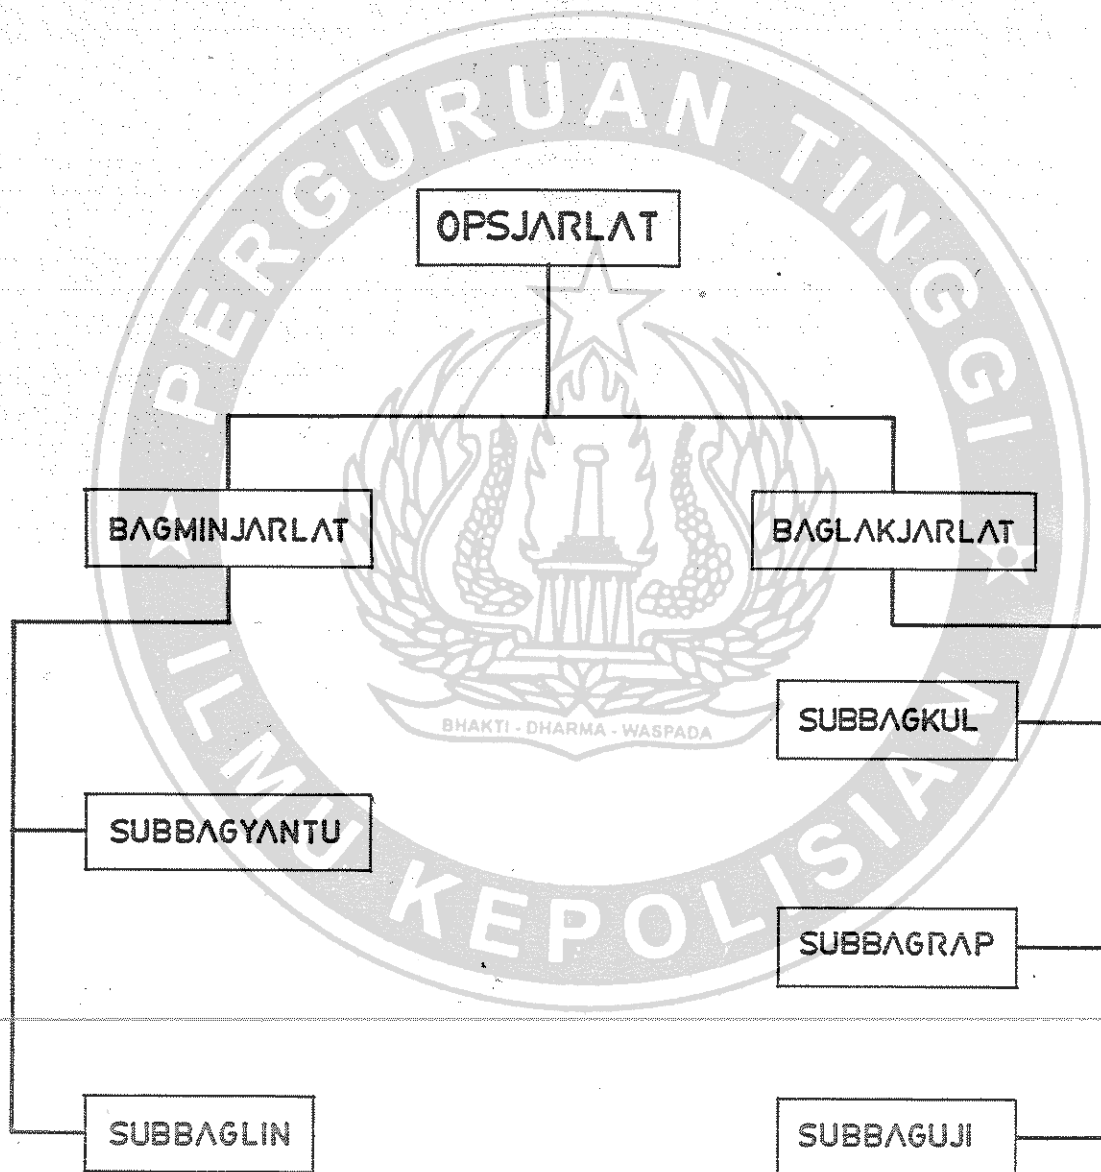 PERGURUAN TINGGI
OPSJARLAT
BAGMINJARLAT
BAGLAKJARLAT
SUBBAGKUL
BHAKTI - DHARMA - WASPADA
SUBBAGYANTU
SUBBAGRAP
ILMU KEPOLISIAN
SUBBAGLIN
SUBBAGUJI